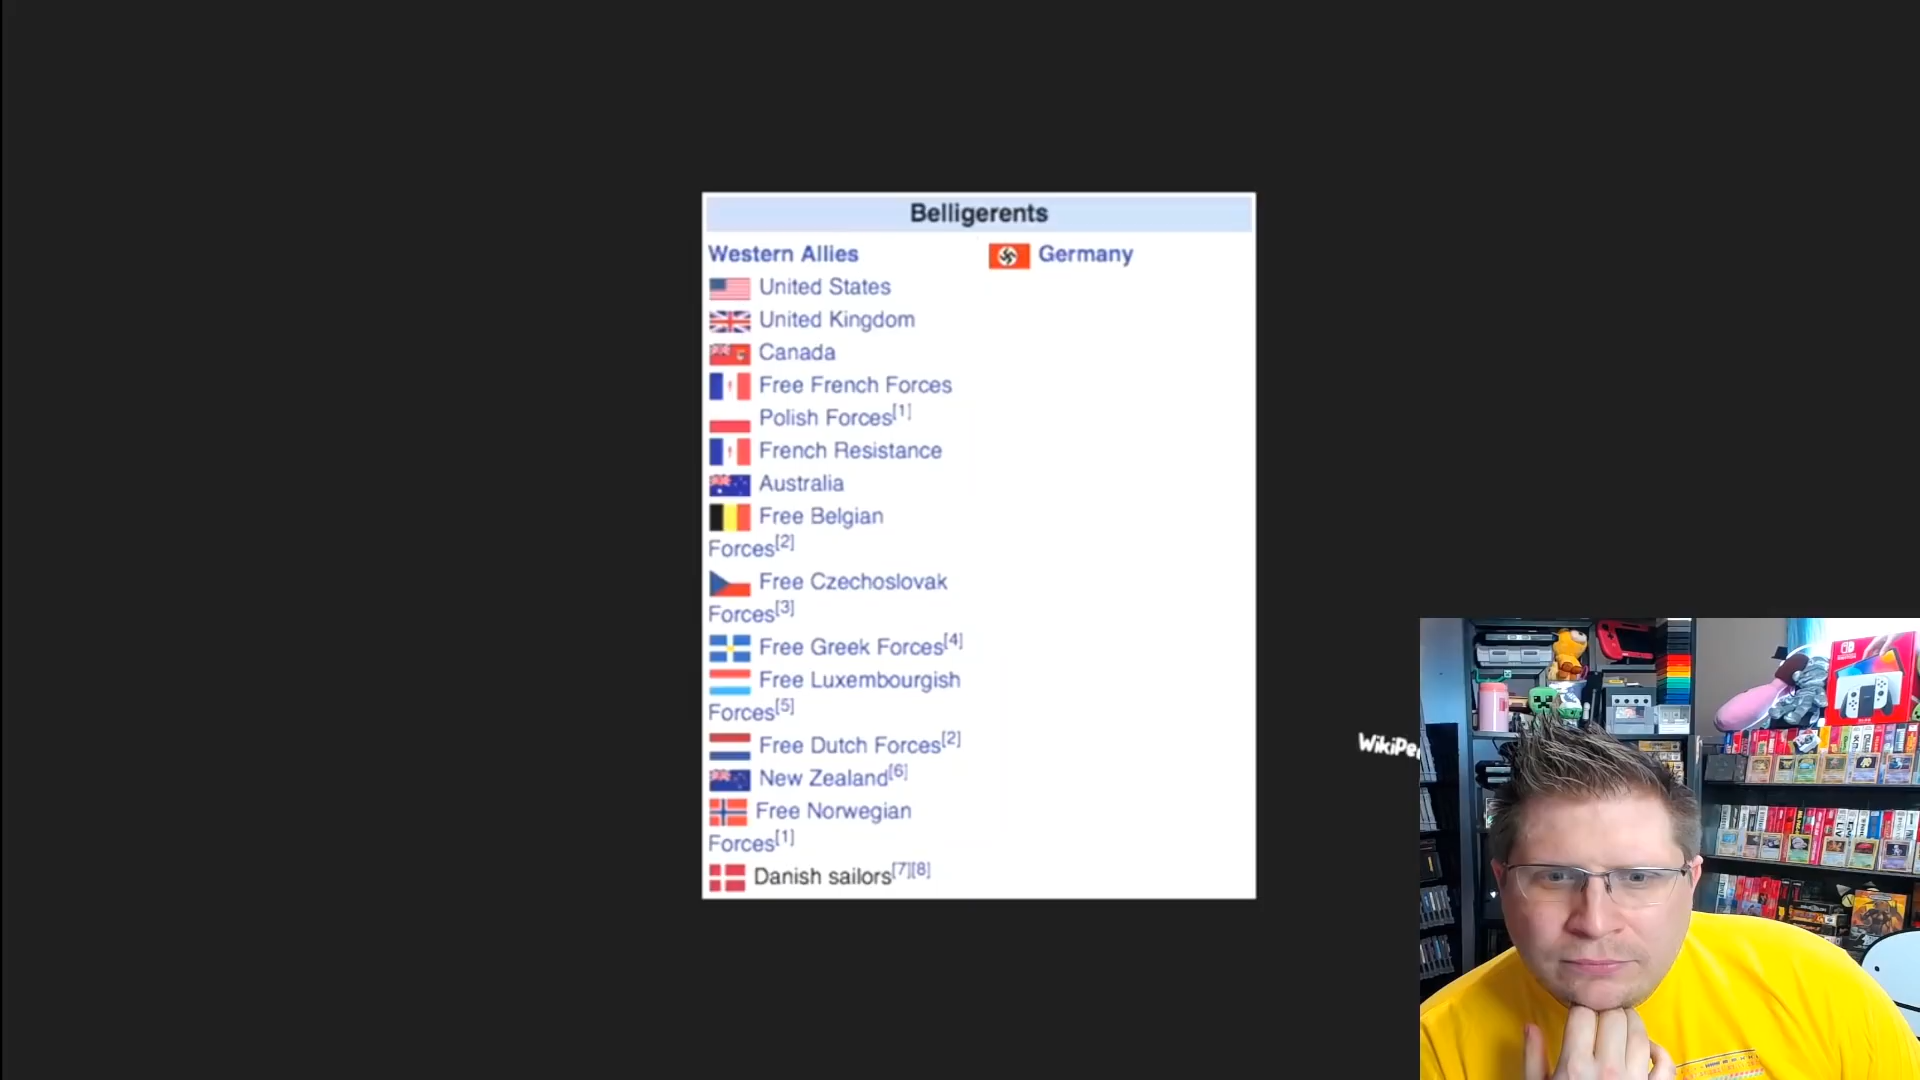 Belligerents
Western Allies
Germany
United States
United Kingdom
Canada
Free French Forces
Polish Forces[1]
French Resistance
Australia
Free Belgian
Forces[2]
Free Czechoslovak
Forces[3]
Free Greek Forces[4]
Free Luxembourgish
Forces[5]
Free Dutch Forces[2]
New Zealand[6]
Free Norwegian
Forces[1]
Danish sailors[7][8]